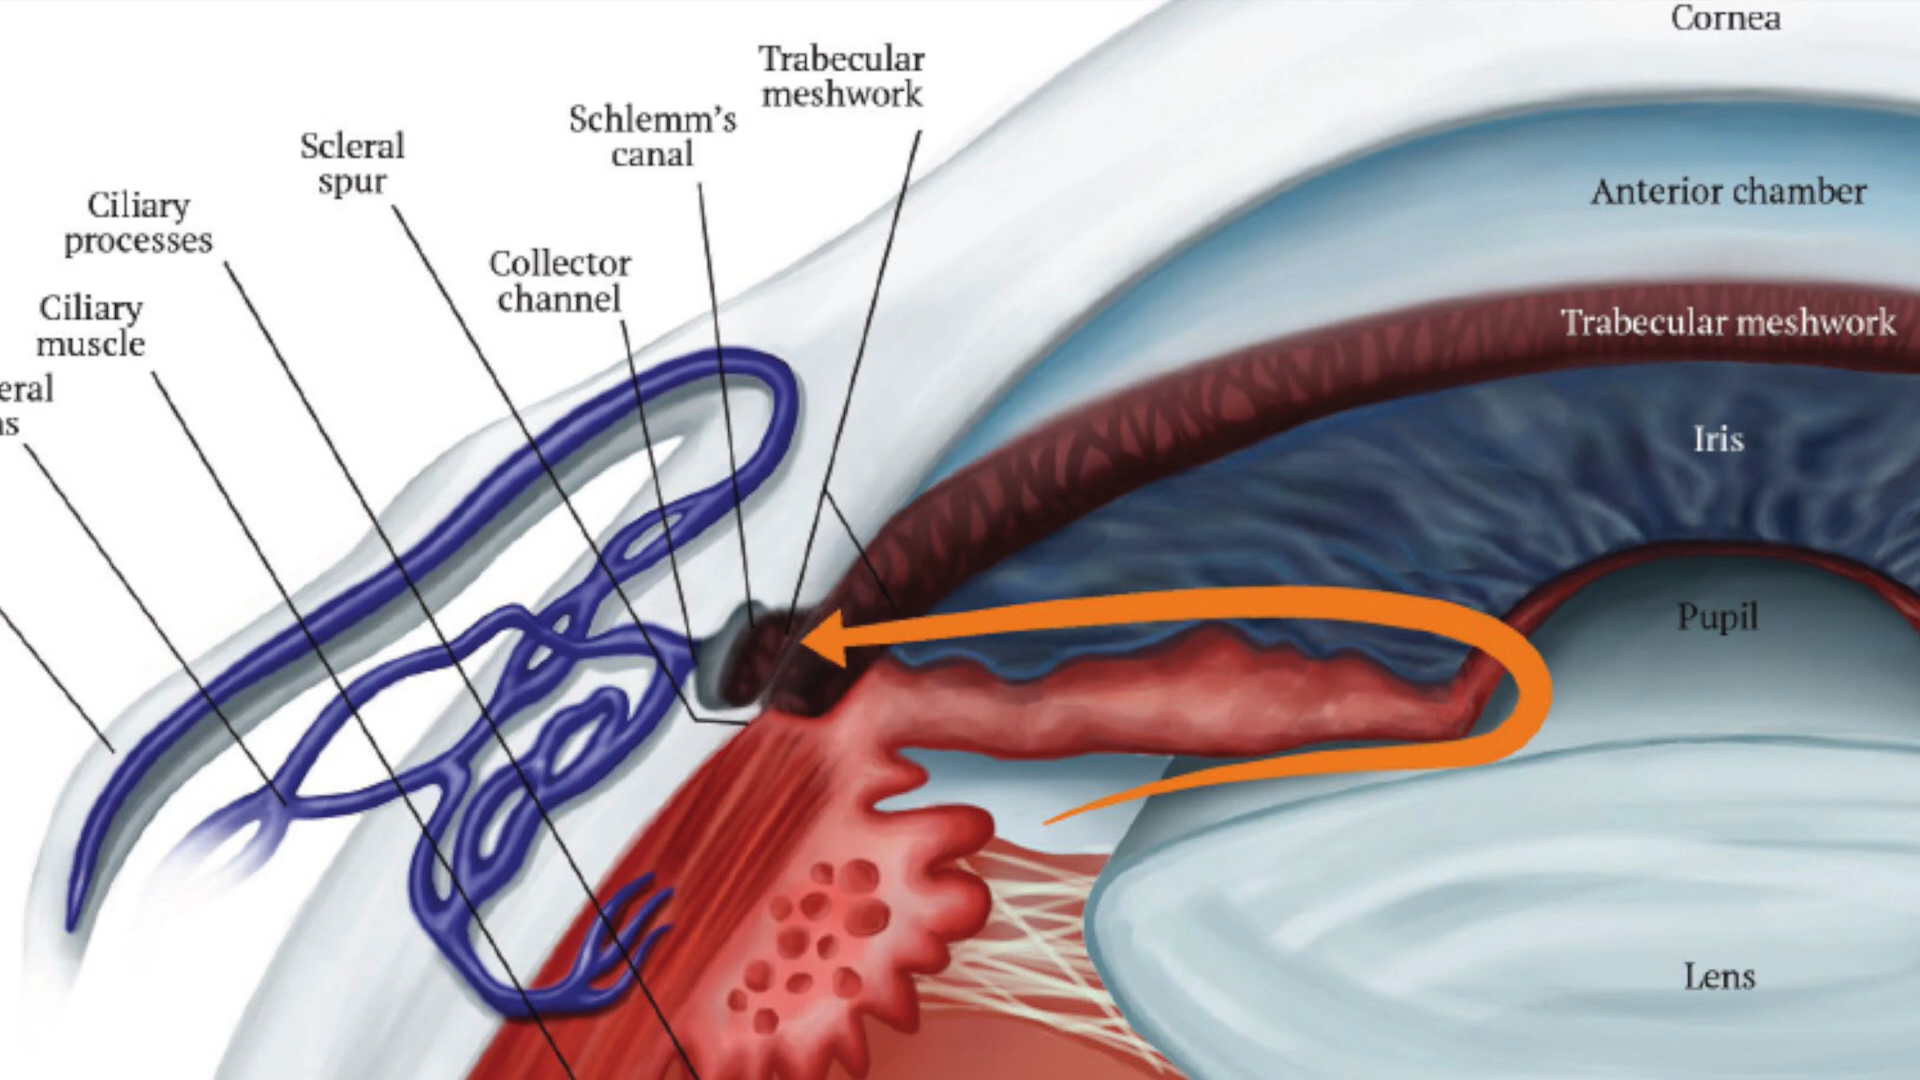 Cornea
Trabecular
meshwork
Schlemm's
canal
Scleral
spur
Anterior chamber
Ciliary
processes
Collector
channel
Ciliary
muscle
Trabecular meshwork
Iris
Pupil
Lens